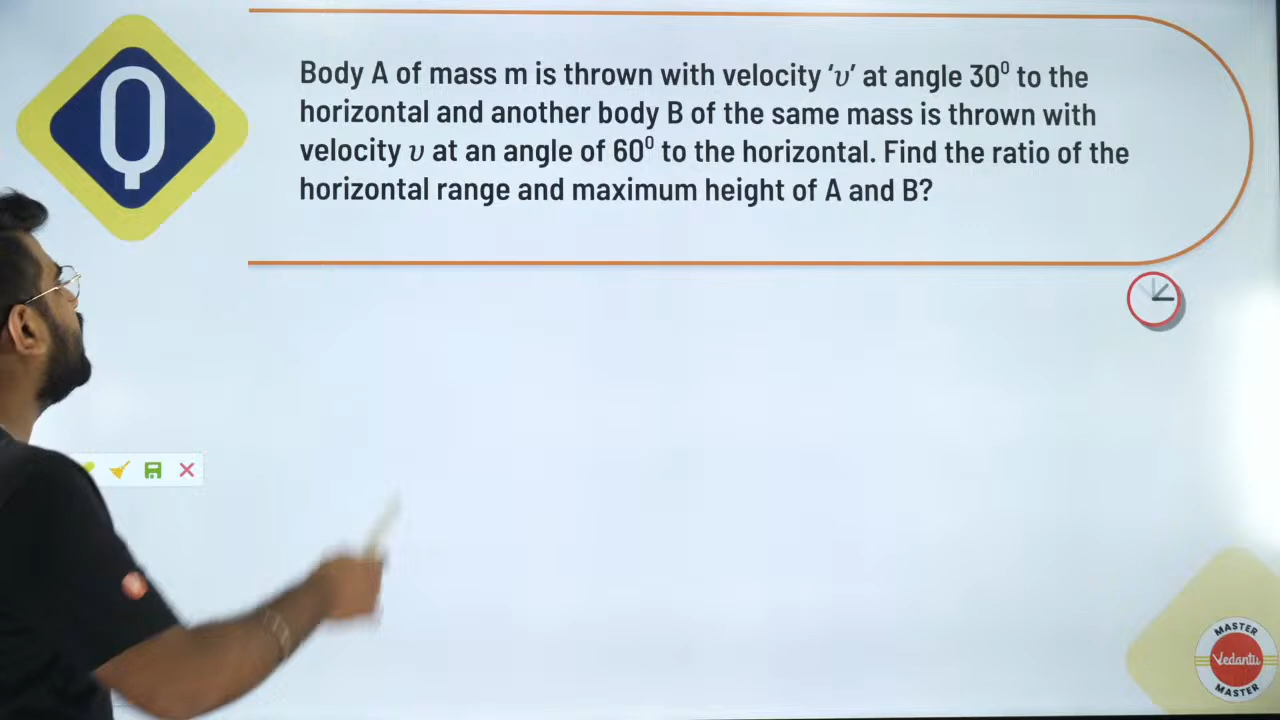 Q
Body A of mass m is thrown with velocity ‘υ’ at angle 30⁰ to the
horizontal and another body B of the same mass is thrown with
velocity υ at an angle of 60⁰ to the horizontal. Find the ratio of the
horizontal range and maximum height of A and B?
MASTER
Vedantu
MASTER